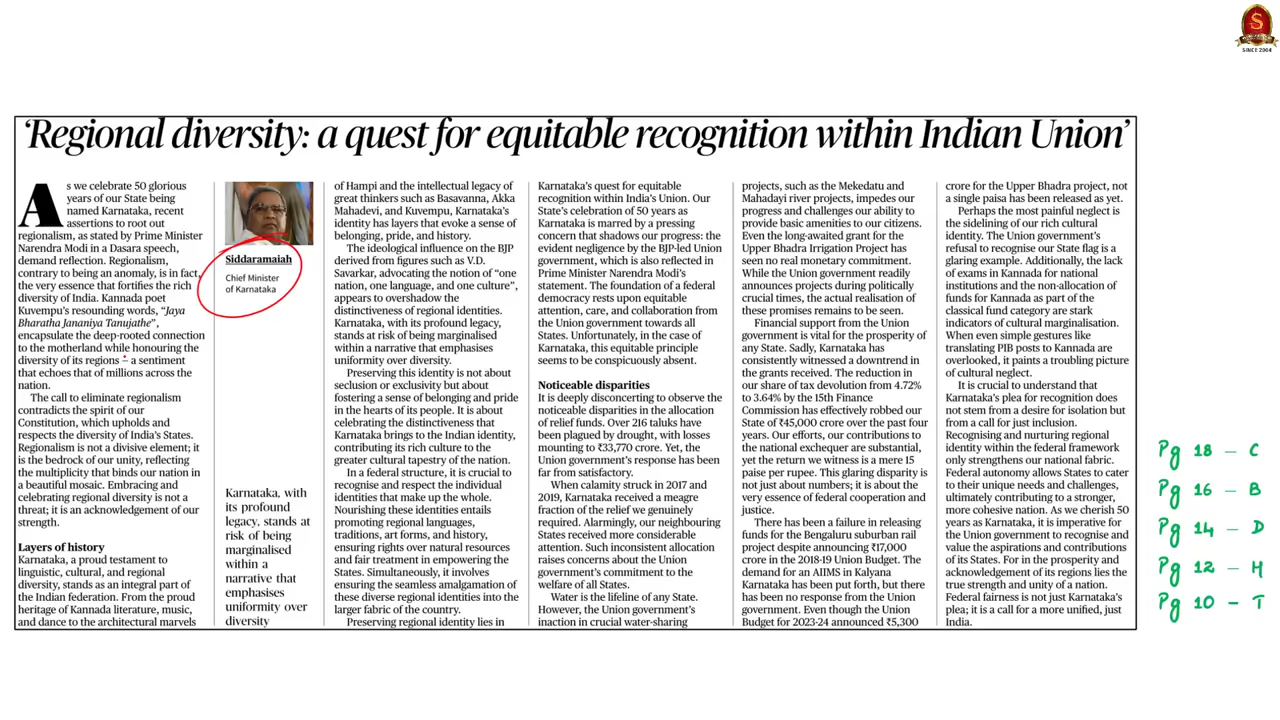 S
SINCE 2004
‘Regional diversity: a quest for equitable recognition within Indian Union’
As we celebrate 50 glorious
years of our State being
named Karnataka, recent
assertions to root out
regionalism, as stated by Prime Minister
Narendra Modi in a Dasara speech,
demand reflection. Regionalism,
contrary to being an anomaly, is in fact,
the very essence that fortifies the rich
diversity of India. Kannada poet
Kuvempu’s resounding words, “Jaya
Bharatha Jananiya Tanujathe”,
encapsulate the deep-rooted connection
to the motherland while honouring the
diversity of its regions – a sentiment
that echoes that of millions across the
nation.
The call to eliminate regionalism
contradicts the spirit of our
Constitution, which upholds and
respects the diversity of India’s States.
Regionalism is not a divisive element; it
is the bedrock of our unity, reflecting
the multiplicity that binds our nation in
a beautiful mosaic. Embracing and
celebrating regional diversity is not a
threat; it is an acknowledgement of our
strength.
Layers of history
Karnataka, a proud testament to
linguistic, cultural, and regional
diversity, stands as an integral part of
the Indian federation. From the proud
heritage of Kannada literature, music,
and dance to the architectural marvels
Siddaramaiah
Chief Minister
of Karnataka
Karnataka, with
its profound
legacy, stands at
risk of being
marginalised
within a
narrative that
emphasises
uniformity over
diversity
of Hampi and the intellectual legacy of
great thinkers such as Basavanna, Akka
Mahadevi, and Kuvempu, Karnataka’s
identity has layers that evoke a sense of
belonging, pride, and history.
The ideological influence on the BJP
derived from figures such as V.D.
Savarkar, advocating the notion of “one
nation, one language, and one culture”,
appears to overshadow the
distinctiveness of regional identities.
Karnataka, with its profound legacy,
stands at risk of being marginalised
within a narrative that emphasises
uniformity over diversity.
Preserving this identity is not about
seclusion or exclusivity but about
fostering a sense of belonging and pride
in the hearts of its people. It is about
celebrating the distinctiveness that
Karnataka brings to the Indian identity,
contributing its rich culture to the
greater cultural tapestry of the nation.
In a federal structure, it is crucial to
recognise and respect the individual
identities that make up the whole.
Nourishing these identities entails
promoting regional languages,
traditions, art forms, and history,
ensuring rights over natural resources
and fair treatment in empowering the
States. Simultaneously, it involves
ensuring the seamless amalgamation of
these diverse regional identities into the
larger fabric of the country.
Preserving regional identity lies in
Karnataka’s quest for equitable
recognition within India’s Union. Our
State’s celebration of 50 years as
Karnataka is marred by a pressing
concern that shadows our progress: the
evident negligence by the BJP-led Union
government, which is also reflected in
Prime Minister Narendra Modi’s
statement. The foundation of a federal
democracy rests upon equitable
attention, care, and collaboration from
the Union government towards all
States. Unfortunately, in the case of
Karnataka, this equitable principle
seems to be conspicuously absent.
Noticeable disparities
It is deeply disconcerting to observe the
noticeable disparities in the allocation
of relief funds. Over 216 taluks have
been plagued by drought, with losses
mounting to ₹33,770 crore. Yet, the
Union government’s response has been
far from satisfactory.
When calamity struck in 2017 and
2019, Karnataka received a meagre
fraction of the relief we genuinely
required. Alarmingly, our neighbouring
States received more considerable
attention. Such inconsistent allocation
raises concerns about the Union
government’s commitment to the
welfare of all States.
Water is the lifeline of any State.
However, the Union government’s
inaction in crucial water-sharing
projects, such as the Mekedatu and
Mahadayi river projects, impedes our
progress and challenges our ability to
provide basic amenities to our citizens.
Even the long-awaited grant for the
Upper Bhadra Irrigation Project has
seen no real monetary commitment.
While the Union government readily
announces projects during politically
crucial times, the actual realisation of
these promises remains to be seen.
Financial support from the Union
government is vital for the prosperity of
any State. Sadly, Karnataka has
consistently witnessed a downtrend in
the grants received. The reduction in
our share of tax devolution from 4.72%
to 3.64% by the 15th Finance
Commission has effectively robbed our
State of ₹45,000 crore over the past four
years. Our efforts, our contributions to
the national exchequer are substantial,
yet the return we witness is a mere 15
paise per rupee. This glaring disparity is
not just about numbers; it is about the
very essence of federal cooperation and
justice.
There has been a failure in releasing
funds for the Bengaluru suburban rail
project despite announcing ₹17,000
crore in the 2018-19 Union Budget. The
demand for an AIIMS in Kalyana
Karnataka has been put forth, but there
has been no response from the Union
government. Even though the Union
Budget for 2023-24 announced ₹5,300
crore for the Upper Bhadra project, not
a single paisa has been released as yet.
Perhaps the most painful neglect is
the sidelining of our rich cultural
identity. The Union government’s
refusal to recognise our State flag is a
glaring example. Additionally, the lack
of exams in Kannada for national
institutions and the non-allocation of
funds for Kannada as part of the
classical fund category are stark
indicators of cultural marginalisation.
When even simple gestures like
translating PIB posts to Kannada are
overlooked, it paints a troubling picture
of cultural neglect.
It is crucial to understand that
Karnataka’s plea for recognition does
not stem from a desire for isolation but
from a call for just inclusion.
Recognising and nurturing regional
identity within the federal framework
only strengthens our national fabric.
Federal autonomy allows States to cater
to their unique needs and challenges,
ultimately contributing to a stronger,
more cohesive nation. As we cherish 50
years as Karnataka, it is imperative for
the Union government to recognise and
value the aspirations and contributions
of its States. For in the prosperity and
acknowledgement of its regions lies the
true strength and unity of a nation.
Federal fairness is not just Karnataka’s
plea; it is a call for a more unified, just
India.
Pg 18 – C
Pg 16 – B
Pg 14 – D
Pg 12 – H
Pg 10 – T